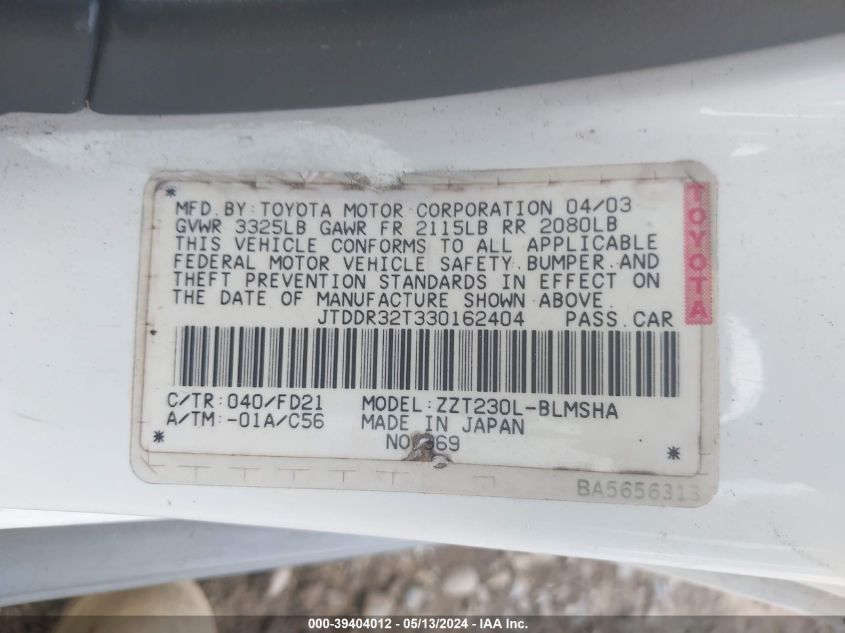 MFD. BY: TOYOTA MOTOR CORPORATION 04/03
GVWR 3325LB GAWR FR 2115LB RR 2080LB
THIS VEHICLE CONFORMS TO ALL APPLICABLE
FEDERAL MOTOR VEHICLE SAFETY, BUMPER, AND
THEFT PREVENTION STANDARDS IN EFFECT ON
THE DATE OF MANUFACTURE SHOWN ABOVE.
JTDDR32T330162404 PASS. CAR
TOYOTA
C/TR: 040/FD21 MODEL: ZZT230L-BLMSHA
A/TM: -01A/C56 MADE IN JAPAN
BA5656313
000-39404012 - 05/13/2024 - IAA Inc.